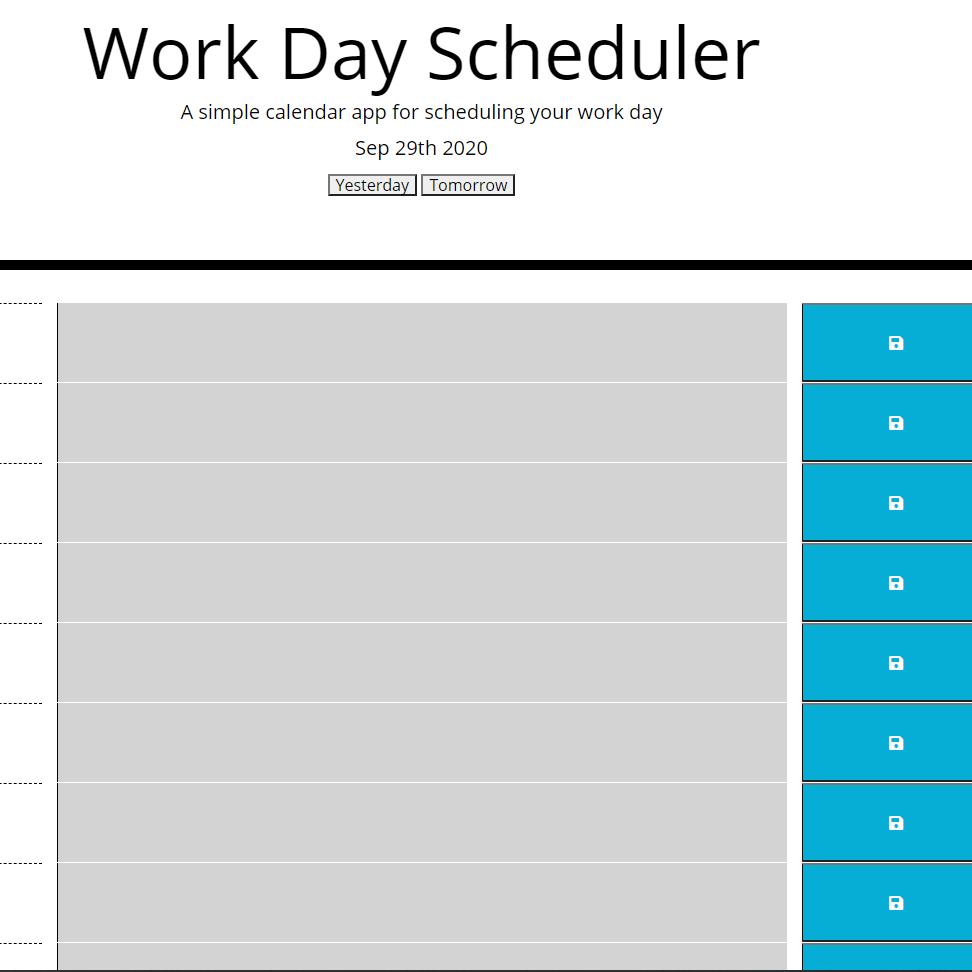 Work Day Scheduler
A simple calendar app for scheduling your work day
Sep 29th 2020
Yesterday Tomorrow